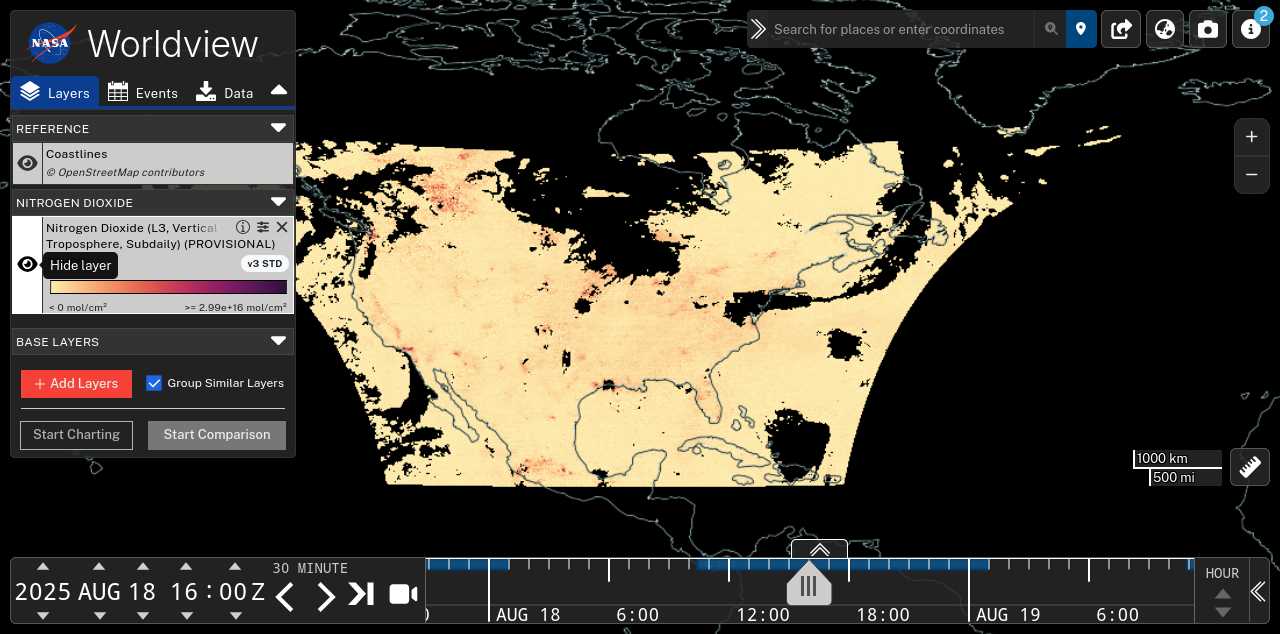 NASA Worldview
Search for places or enter coordinates
2
Layers Events Data
REFERENCE
Coastlines
© OpenStreetMap contributors
NITROGEN DIOXIDE
Nitrogen Dioxide (L3, Vertical
Troposphere, Subdaily) (PROVISIONAL)
Hide layer
v3 STD
< 0 mol/cm² >= 2.99e+16 mol/cm²
BASE LAYERS
+ Add Layers Group Similar Layers
Start Charting Start Comparison
+
−
1000 km
500 mi
30 MINUTE
2025 AUG 18 16 : 00 Z
AUG 18 6:00 12:00 18:00 AUG 19 6:00
HOUR